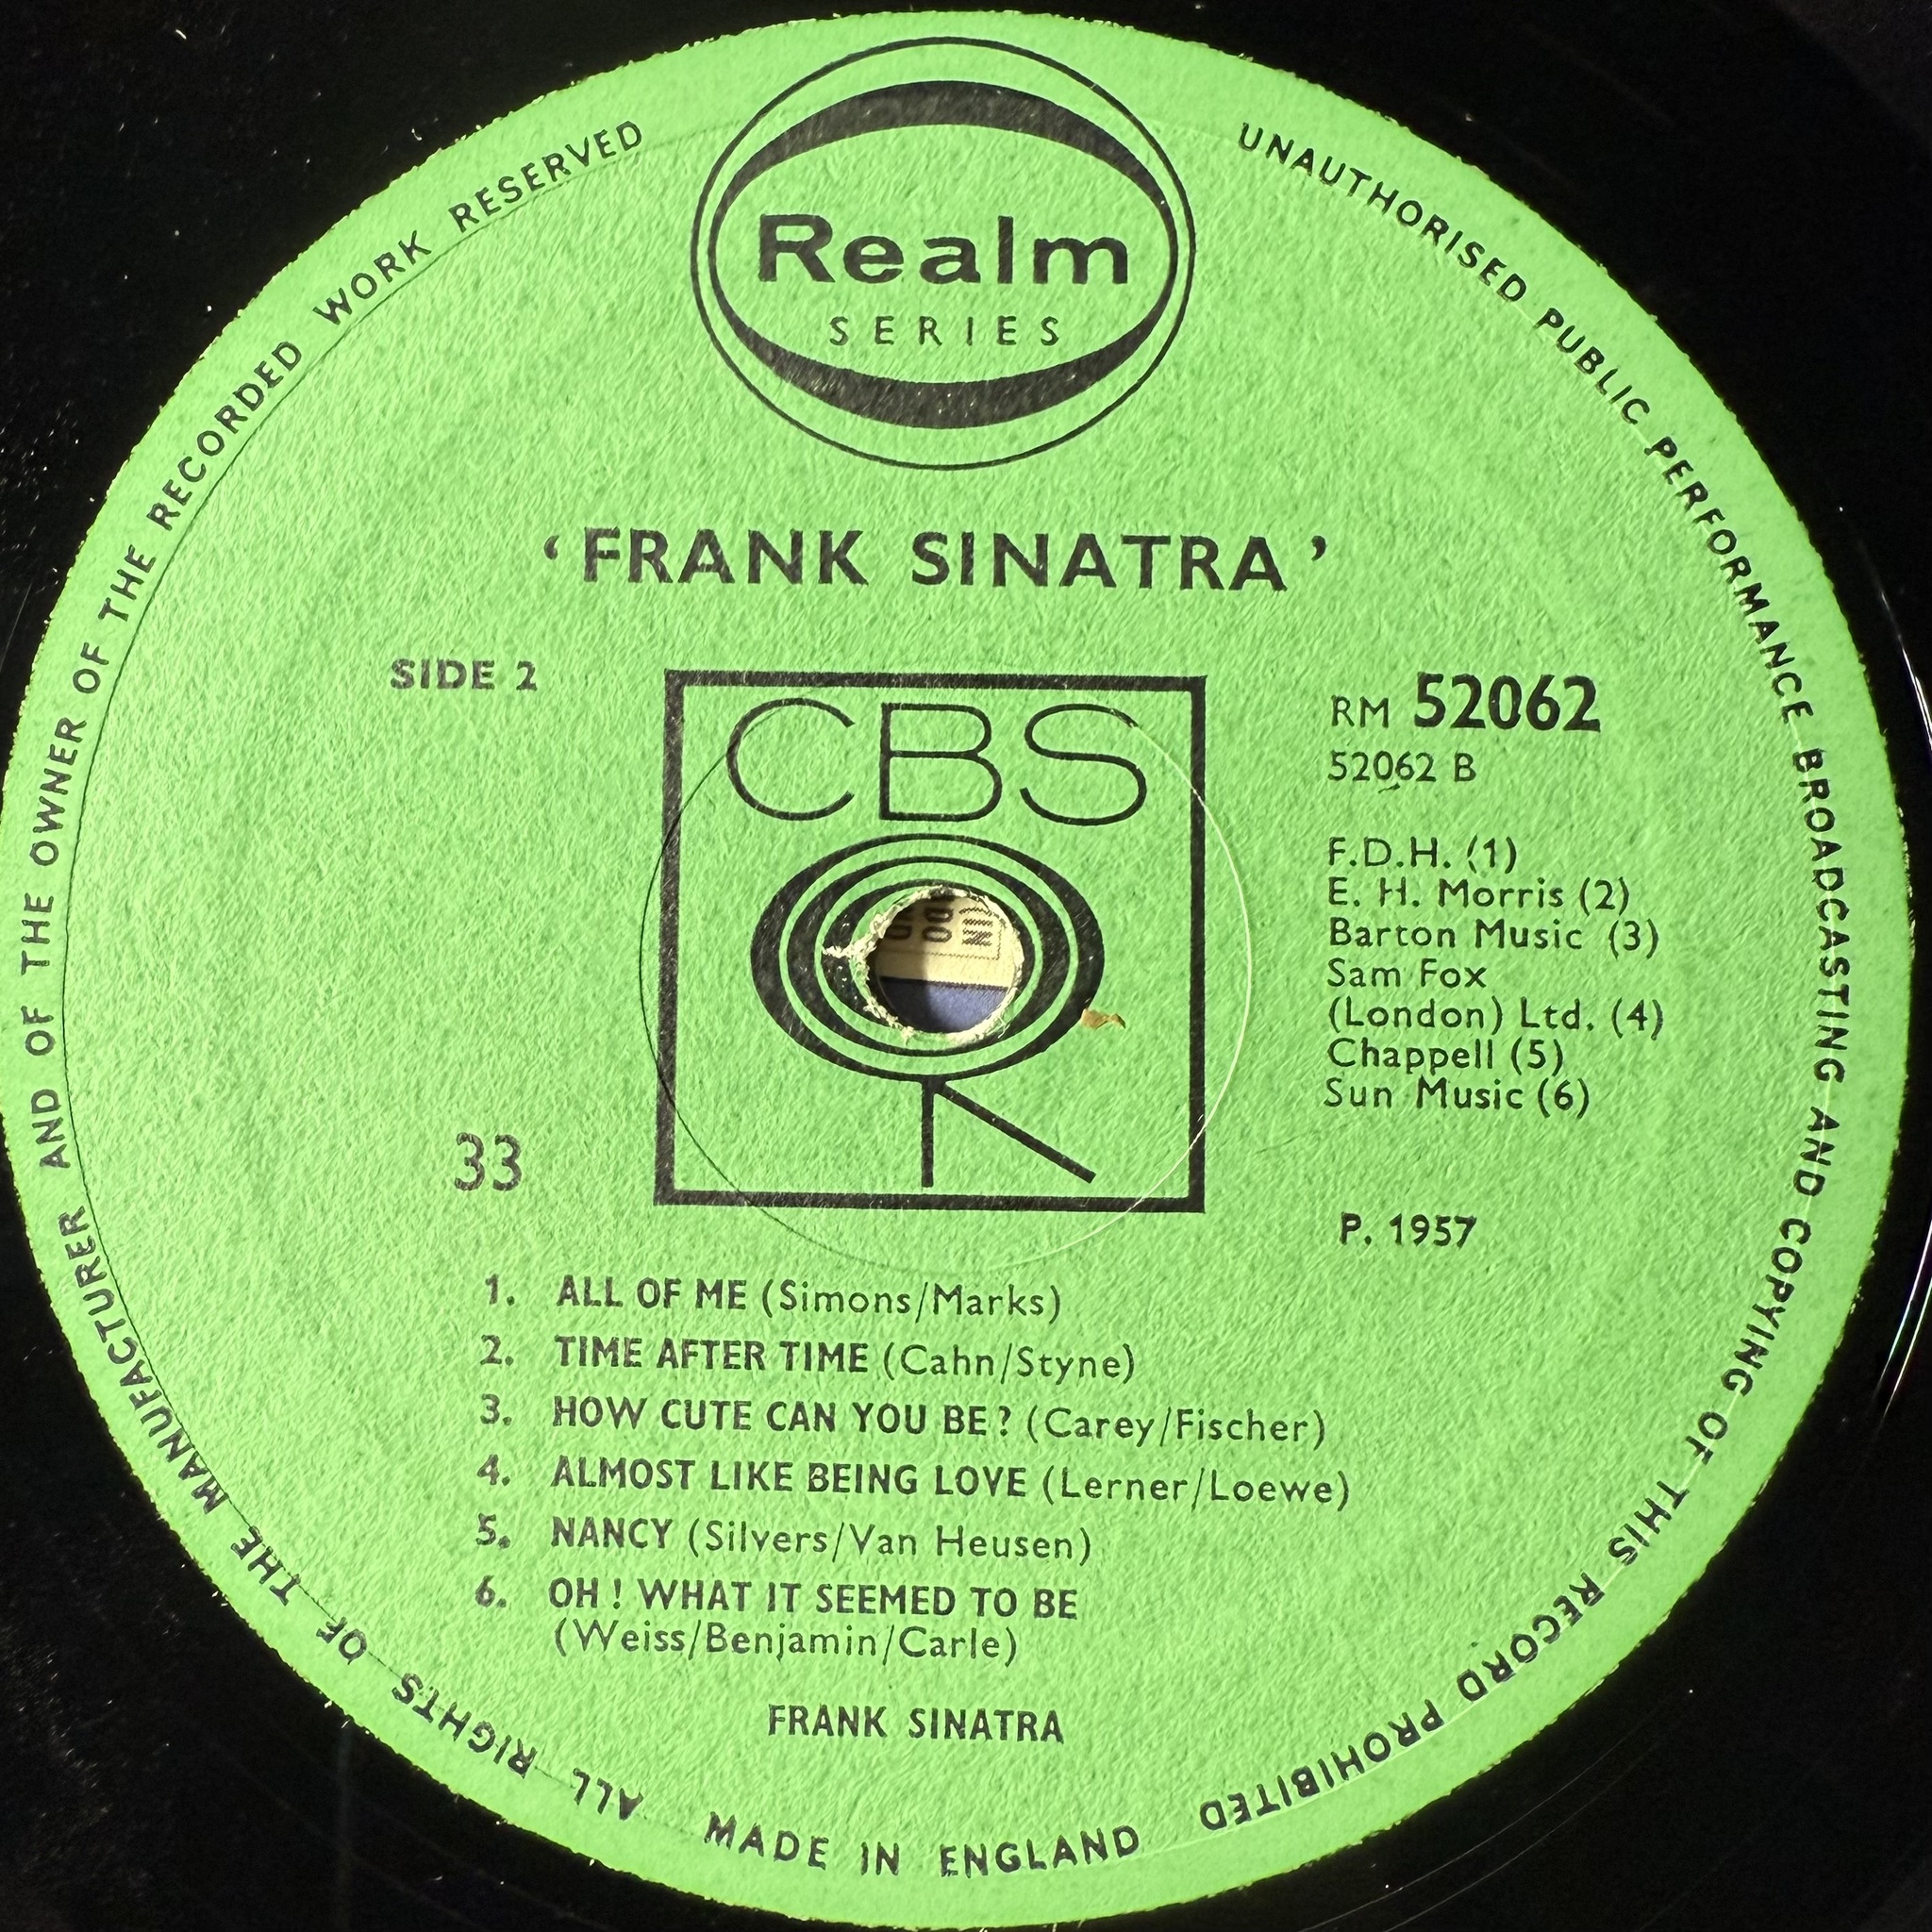 Realm
SERIES
ALL RIGHTS OF THE MANUFACTURER AND OF THE OWNER OF THE RECORDED WORK RESERVED
UNAUTHORISED PUBLIC PERFORMANCE BROADCASTING AND COPYING OF THIS RECORD PROHIBITED
‘FRANK SINATRA’
SIDE 2
CBS
RM 52062
52062 B
F.D.H. (1)
E. H. Morris (2)
Barton Music (3)
Sam Fox
(London) Ltd. (4)
Chappell (5)
Sun Music (6)
33
P. 1957
1. ALL OF ME (Simons/Marks)
2. TIME AFTER TIME (Cahn/Styne)
3. HOW CUTE CAN YOU BE? (Carey/Fischer)
4. ALMOST LIKE BEING LOVE (Lerner/Loewe)
5. NANCY (Silvers/Van Heusen)
6. OH! WHAT IT SEEMED TO BE
(Weiss/Benjamin/Carle)
FRANK SINATRA
MADE IN ENGLAND